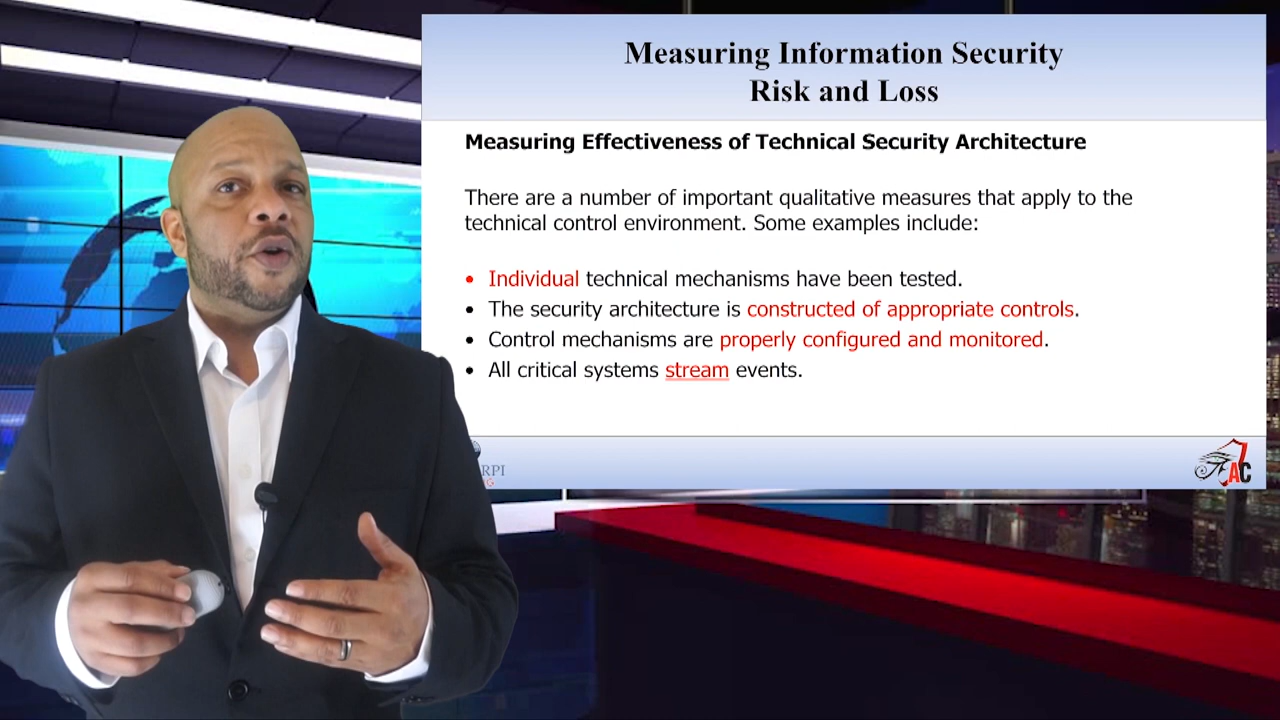 Measuring Information Security
Risk and Loss
Measuring Effectiveness of Technical Security Architecture
There are a number of important qualitative measures that apply to the
technical control environment. Some examples include:
• Individual technical mechanisms have been tested.
• The security architecture is constructed of appropriate controls.
• Control mechanisms are properly configured and monitored.
• All critical systems stream events.
RPI
AC